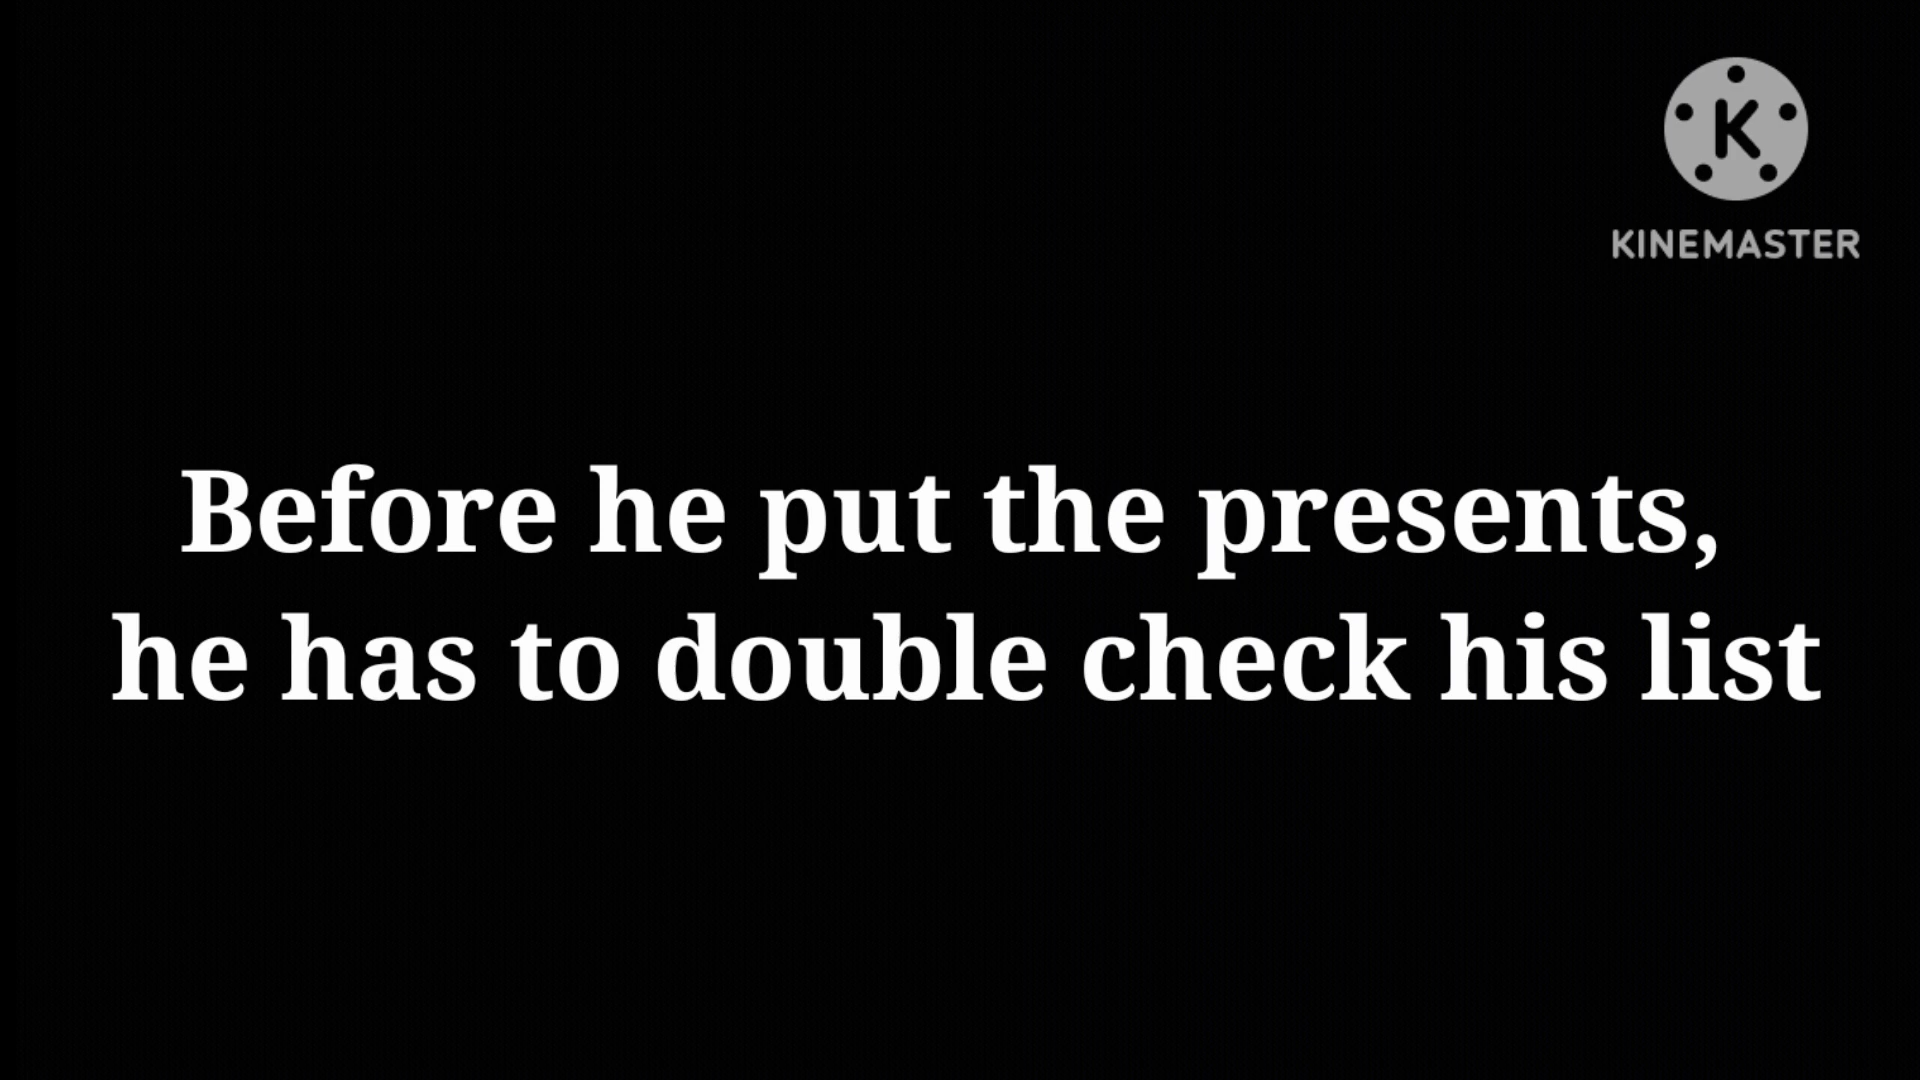 K
KINEMASTER
Before he put the presents,
he has to double check his list